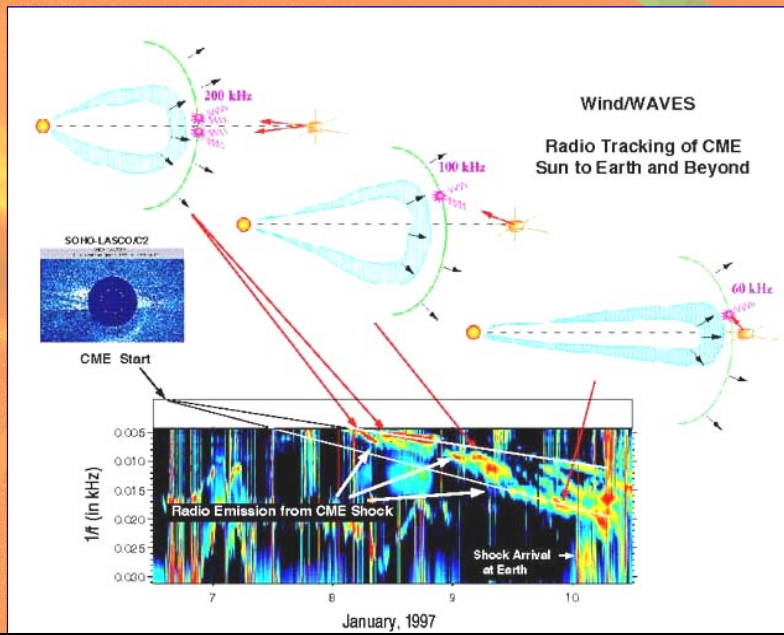 200 kHz
Wind/WAVES
Radio Tracking of CME
Sun to Earth and Beyond
100 kHz
SOHO-LASCO/C2
60 kHz
CME Start
1/f (in kHz)
0.005
0.010
0.015
0.020
0.025
0.030
Radio Emission from CME Shock
Shock Arrival
at Earth
7
8
9
10
January, 1997